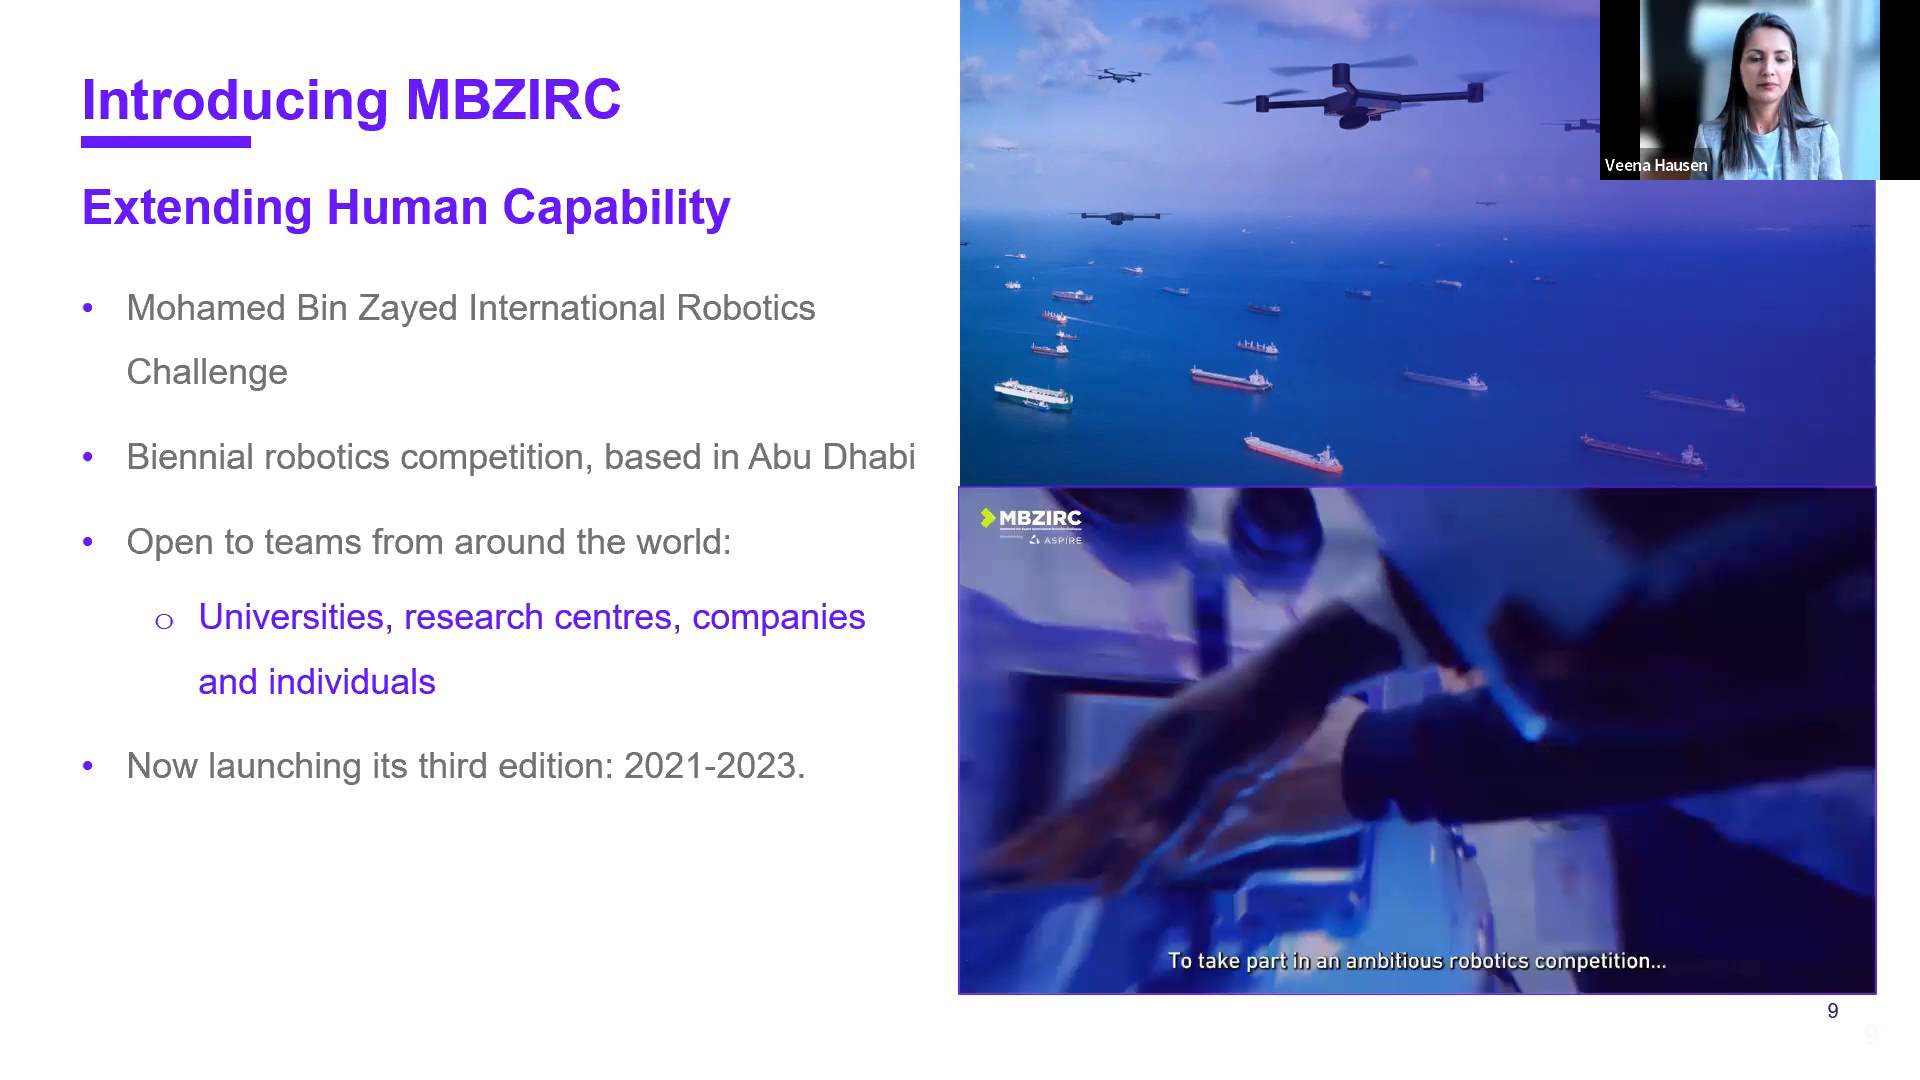 Introducing MBZIRC
Extending Human Capability
• Mohamed Bin Zayed International Robotics
Challenge
• Biennial robotics competition, based in Abu Dhabi
• Open to teams from around the world:
o Universities, research centres, companies
and individuals
• Now launching its third edition: 2021-2023.
Veena Hausen
MBZIRC
ASPIRE
To take part in an ambitious robotics competition...
9